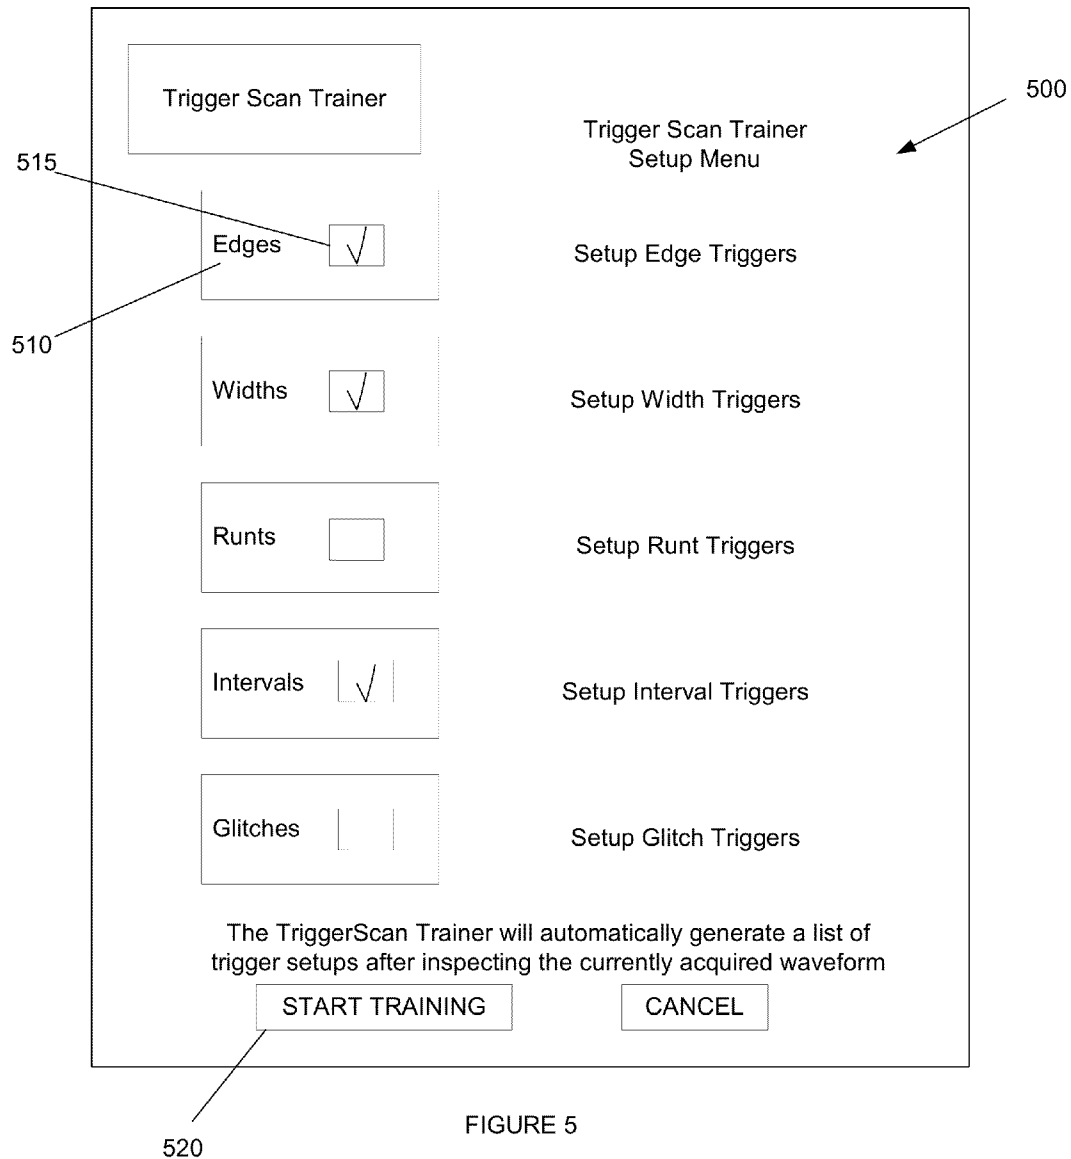 Trigger Scan Trainer
500
Trigger Scan Trainer
Setup Menu
515
Edges
Setup Edge Triggers
510
Widths
Setup Width Triggers
Runts
Setup Runt Triggers
Intervals
Setup Interval Triggers
Glitches
Setup Glitch Triggers
The TriggerScan Trainer will automatically generate a list of
trigger setups after inspecting the currently acquired waveform
START TRAINING
CANCEL
520
FIGURE 5